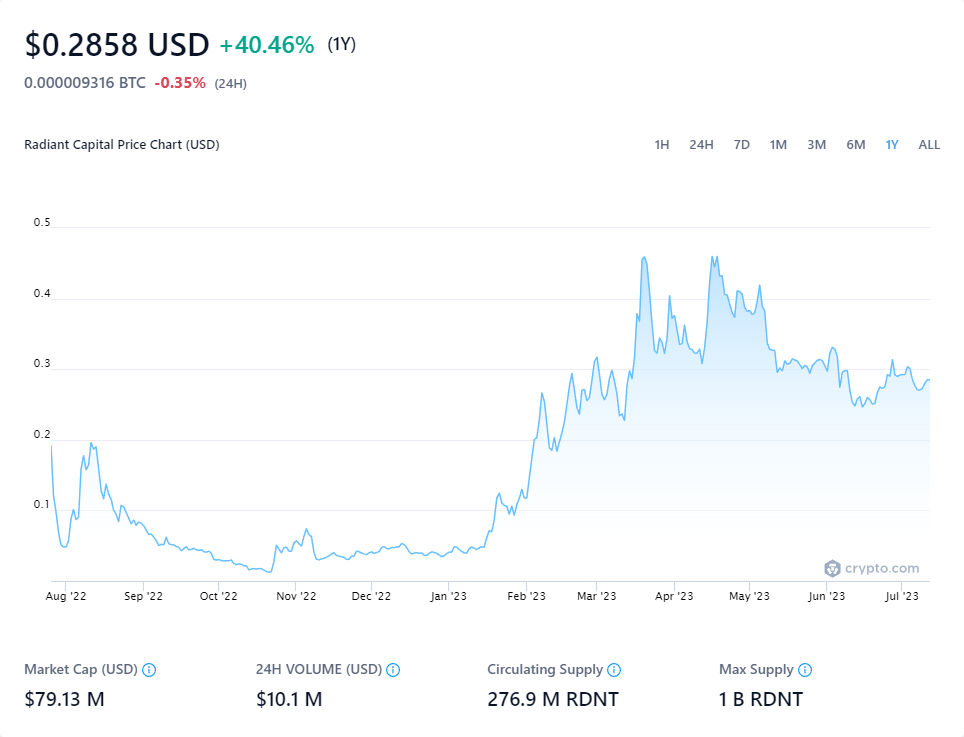 $0.2858 USD +40.46% (1Y)
0.000009316 BTC -0.35% (24H)
Radiant Capital Price Chart (USD) 1H 24H 7D 1M 3M 6M 1Y ALL
0.5
0.4
0.3
0.2
0.1
crypto.com
Aug '22 Sep '22 Oct '22 Nov '22 Dec '22 Jan '23 Feb '23 Mar '23 Apr '23 May '23 Jun '23 Jul '23
Market Cap (USD) 24H VOLUME (USD) Circulating Supply Max Supply
$79.13 M $10.1 M 276.9 M RDNT 1 B RDNT